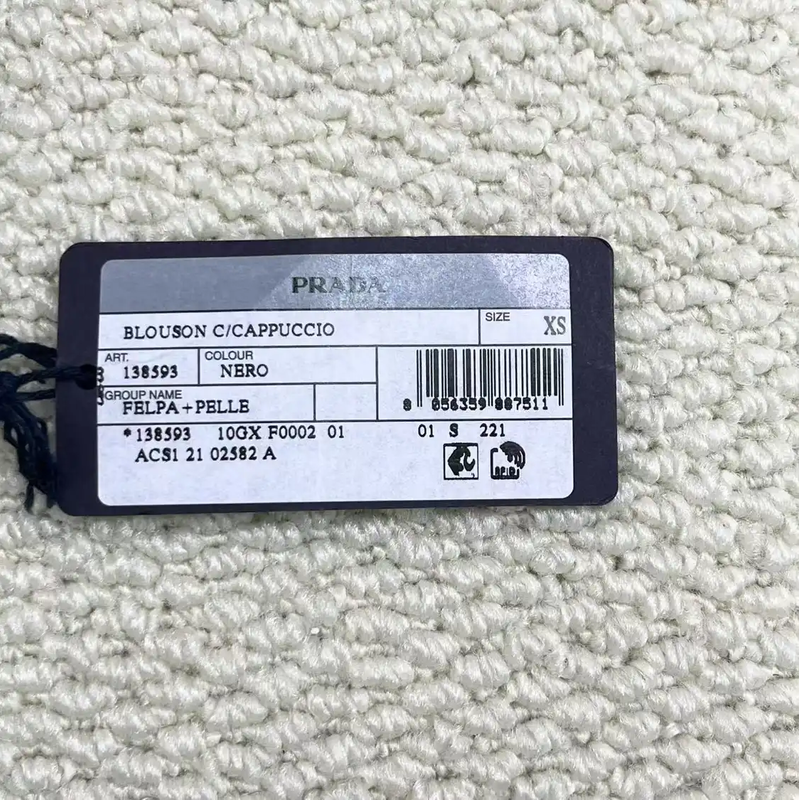 PRADA
BLOUSON C/CAPPUCCIO
SIZE
XS
ART.
138593
COLOUR
NERO
GROUP NAME
FELPA+PELLE
8 056359 887511
*138593 10GX F0002 01 01 S 221
ACS1 21 02582 A
RFID